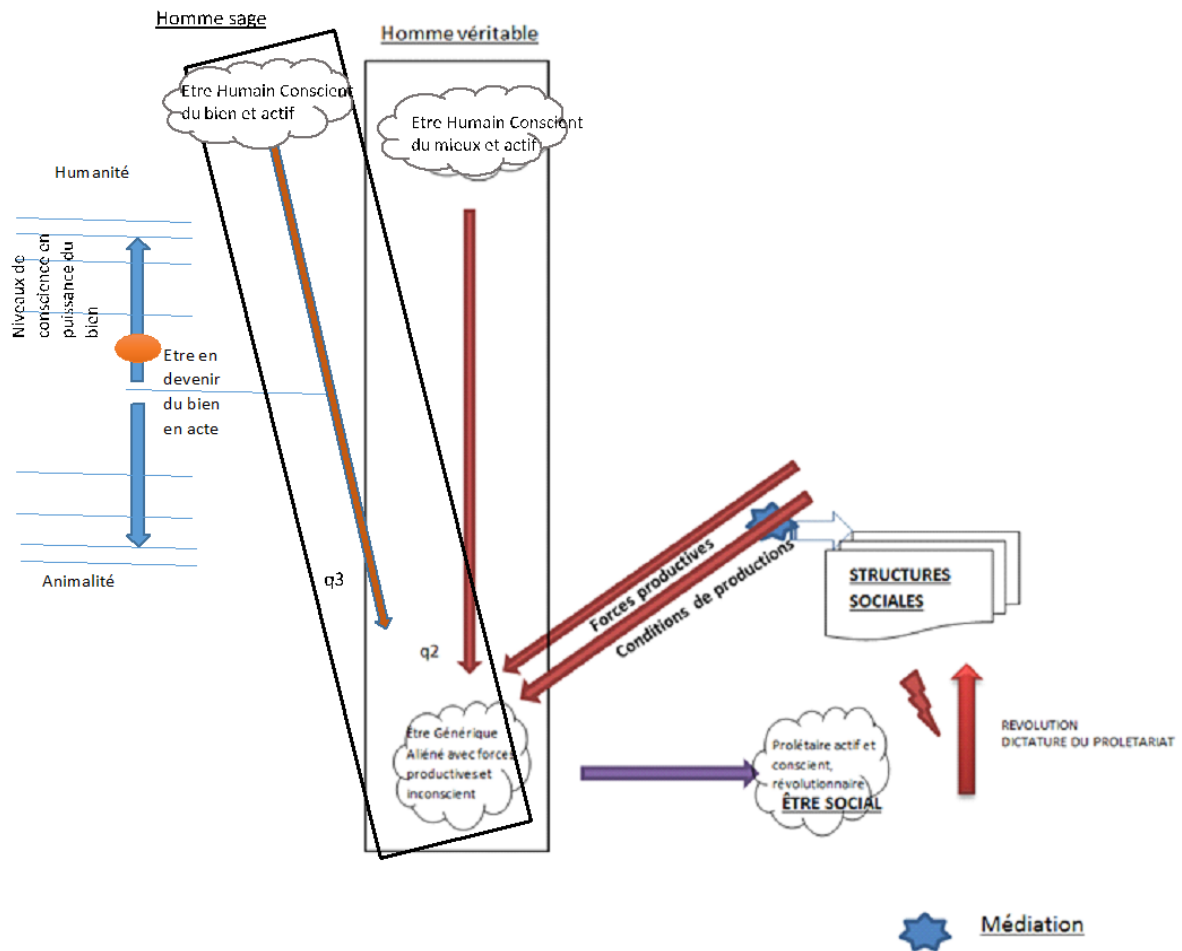 Homme sage
Homme véritable
Etre Humain Conscient
du bien et actif
Etre Humain Conscient
du mieux et actif
Humanité
Niveaux de
conscience en
puissance du
bien
Etre en
devenir
du bien
en acte
Animalité
q3
q2
Forces productives
Conditions de productions
STRUCTURES
SOCIALES
Être Générique
Aliéné avec forces
productives et
inconscient
Prolétaire actif et
conscient,
révolutionnaire
ÊTRE SOCIAL
REVOLUTION
DICTATURE DU PROLETARIAT
Médiation